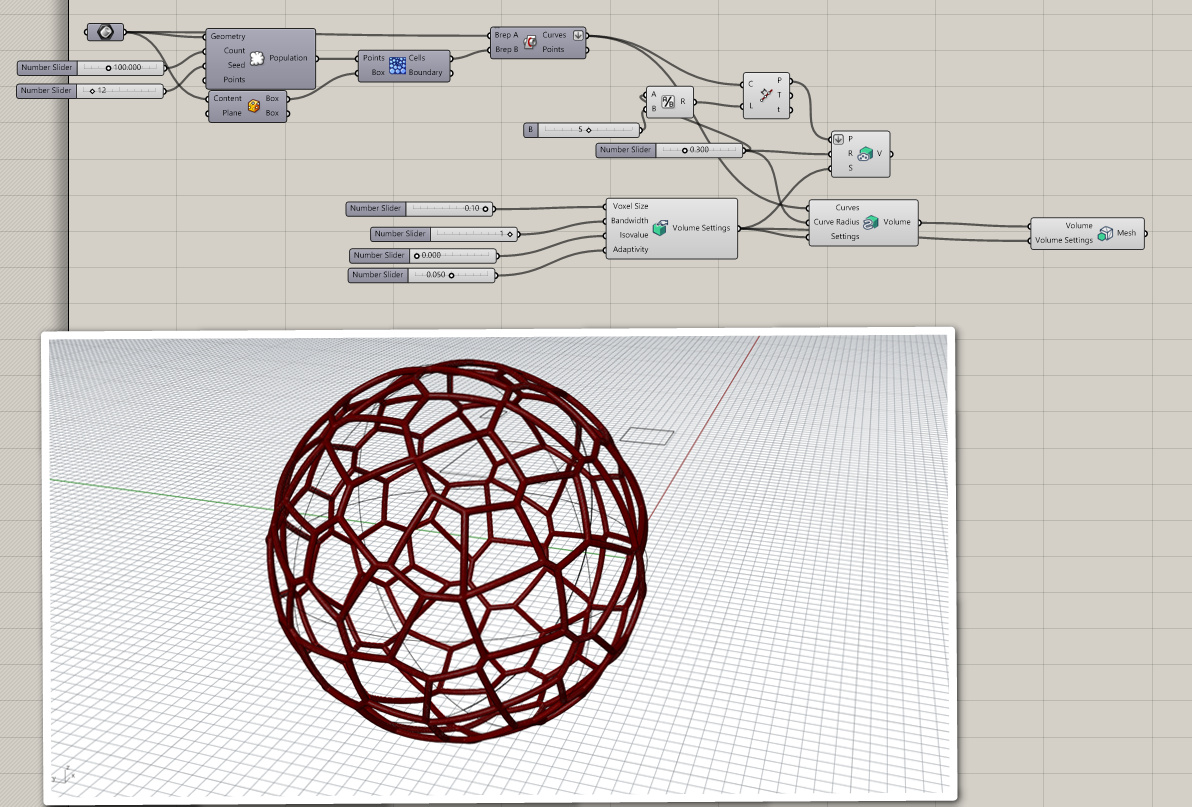 Geometry
Count
Seed
Points
Population
Number Slider 100.000
Number Slider 12
Content Box
Plane Box
Points Cells
Box Boundary
Brep A Curves
Brep B Points
A
B
R
C P
L T
t
B 5
Number Slider 0.300
P
R V
S
Number Slider 0.10
Number Slider 1
Number Slider 0.000
Number Slider 0.050
Voxel Size
Bandwidth
Isovalue
Adaptivity
Volume Settings
Curves
Curve Radius Volume
Settings
Volume
Volume Settings
Mesh
z
y x